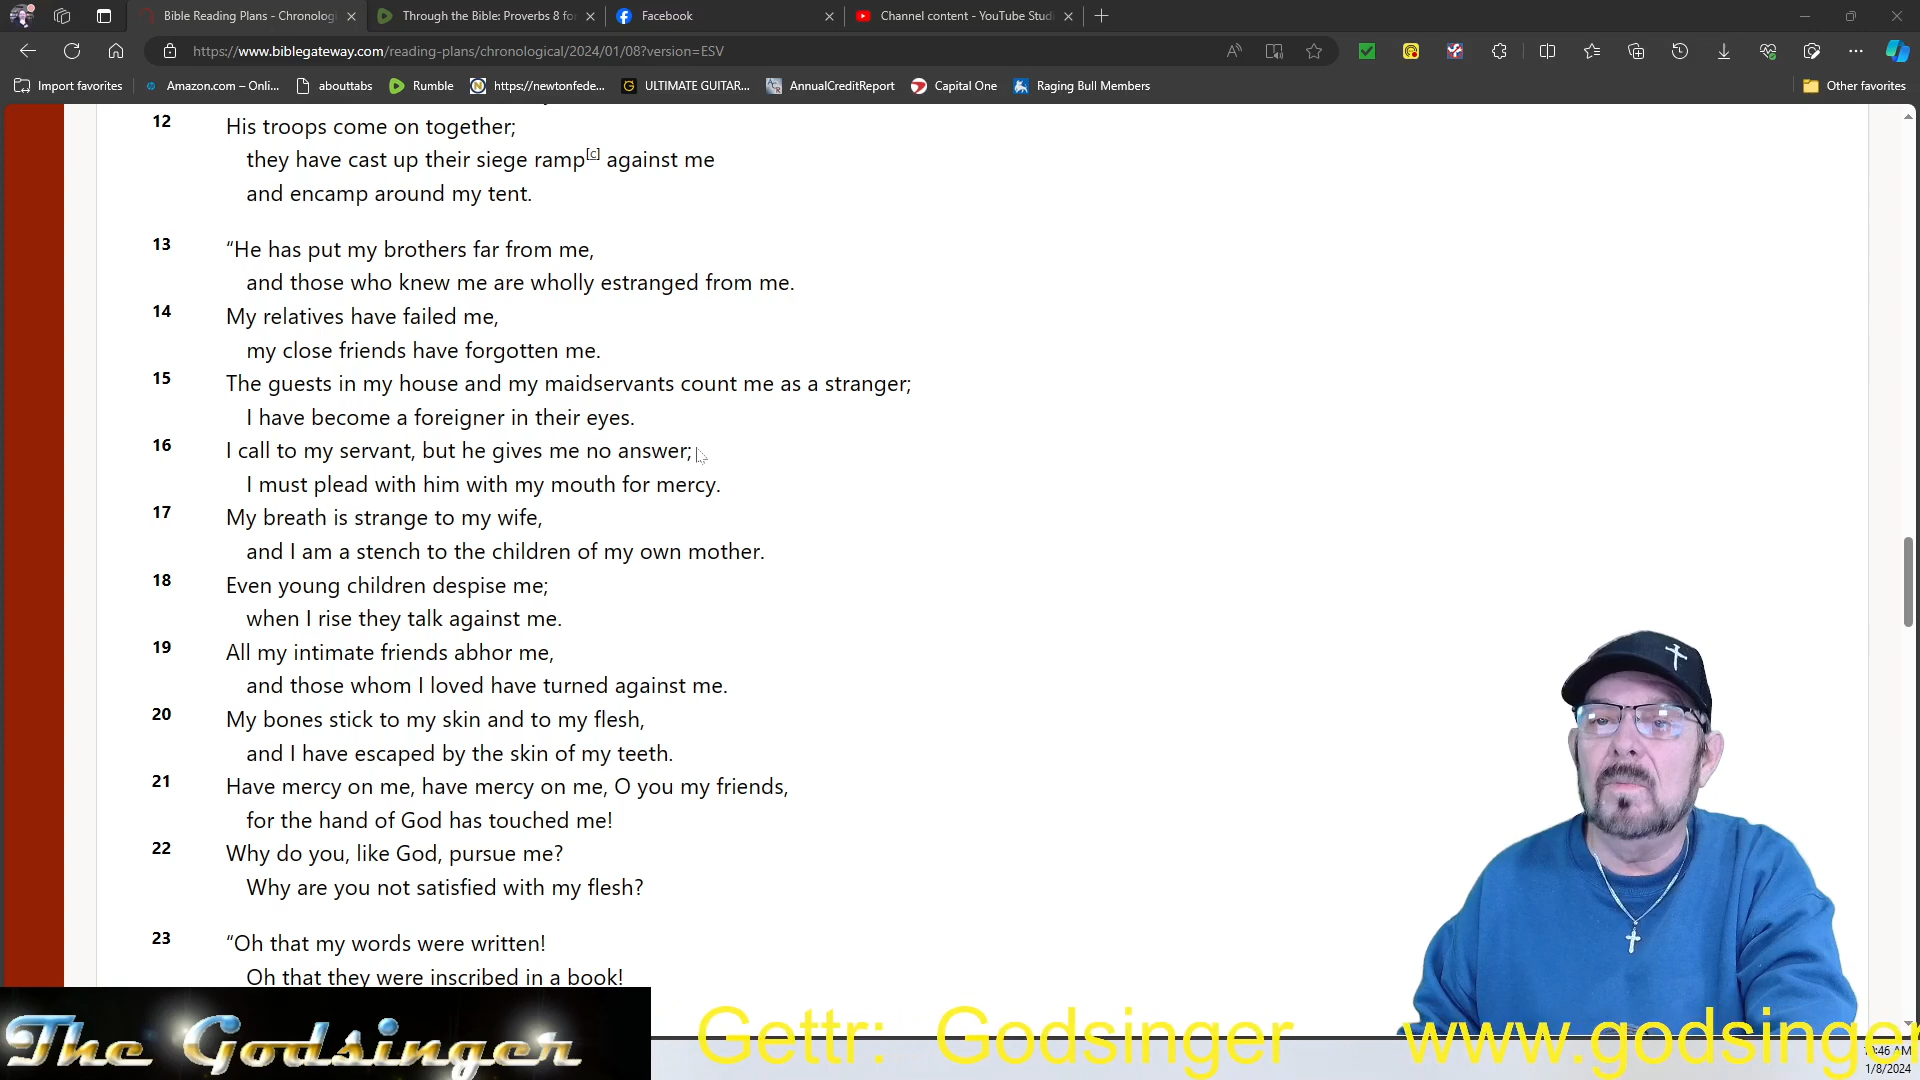 Bible Reading Plans - Chronologi
Through the Bible: Proverbs 8 for
Facebook
Channel content - YouTube Studi
https://www.biblegateway.com/reading-plans/chronological/2024/01/08?version=ESV
Import favorites
Amazon.com – Onli...
abouttabs
Rumble
https://newtonfede...
ULTIMATE GUITAR...
AnnualCreditReport
Capital One
Raging Bull Members
Other favorites
12 His troops come on together;
they have cast up their siege ramp[c] against me
and encamp around my tent.
13 “He has put my brothers far from me,
and those who knew me are wholly estranged from me.
14 My relatives have failed me,
my close friends have forgotten me.
15 The guests in my house and my maidservants count me as a stranger;
I have become a foreigner in their eyes.
16 I call to my servant, but he gives me no answer;
I must plead with him with my mouth for mercy.
17 My breath is strange to my wife,
and I am a stench to the children of my own mother.
18 Even young children despise me;
when I rise they talk against me.
19 All my intimate friends abhor me,
and those whom I loved have turned against me.
20 My bones stick to my skin and to my flesh,
and I have escaped by the skin of my teeth.
21 Have mercy on me, have mercy on me, O you my friends,
for the hand of God has touched me!
22 Why do you, like God, pursue me?
Why are you not satisfied with my flesh?
23 “Oh that my words were written!
Oh that they were inscribed in a book!
The Godsinger
Gettr: Godsinger www.godsinger
:46 AM
1/8/2024